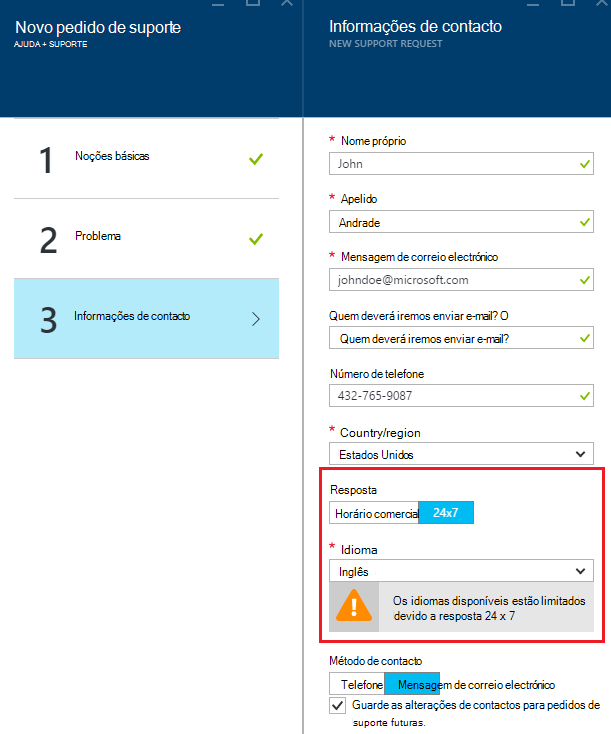 Novo pedido de suporte
AJUDA + SUPORTE
1
Noções básicas
2
Problema
3
Informações de contacto
Informações de contacto
NEW SUPPORT REQUEST
* Nome próprio
John
* Apelido
Andrade
* Mensagem de correio electrónico
johndoe@microsoft.com
Quem deverá iremos enviar e-mail? O
Quem deverá iremos enviar e-mail?
Número de telefone
432-765-9087
* Country/region
Estados Unidos
Resposta
Horário comercial 24x7
* Idioma
Inglês
Os idiomas disponíveis estão limitados
devido a resposta 24 x 7
Método de contacto
Telefone Mensagem de correio electrónico
Guarde as alterações de contactos para pedidos de
suporte futuras.